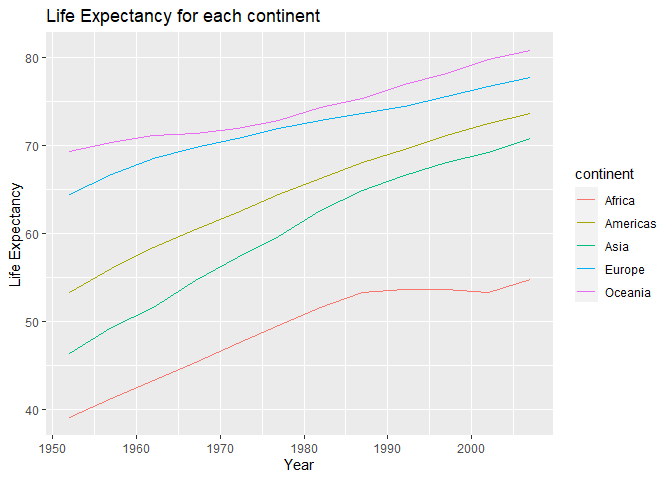 Life Expectancy for each continent
80
70
60
50
40
Life Expectancy
1950 1960 1970 1980 1990 2000
Year
continent
Africa
Americas
Asia
Europe
Oceania